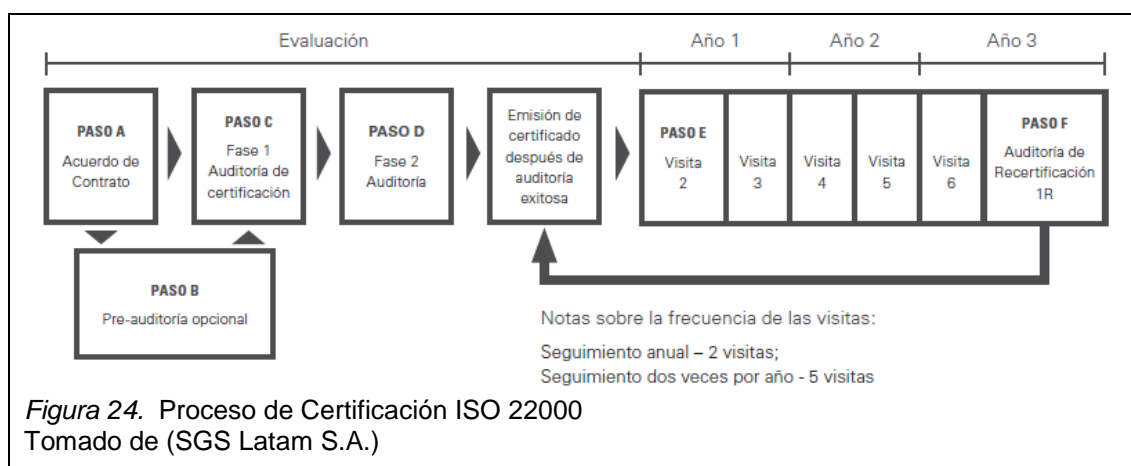 Evaluación
Año 1
Año 2
Año 3
PASO A
Acuerdo de
Contrato
PASO C
Fase 1
Auditoría de
certificación
PASO D
Fase 2
Auditoría
Emisión de
certificado
después de
auditoría
exitosa
PASO E
Visita
2
Visita
3
Visita
4
Visita
5
Visita
6
PASO F
Auditoría de
Recertificación
1R
PASO B
Pre-auditoría opcional
Notas sobre la frecuencia de las visitas:
Seguimiento anual – 2 visitas;
Seguimiento dos veces por año - 5 visitas
Figura 24. Proceso de Certificación ISO 22000
Tomado de (SGS Latam S.A.)